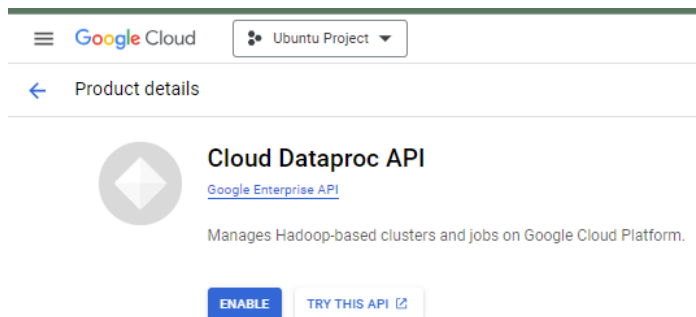 Google Cloud Ubuntu Project
Product details
Cloud Dataproc API
Google Enterprise API
Manages Hadoop-based clusters and jobs on Google Cloud Platform.
ENABLE TRY THIS API